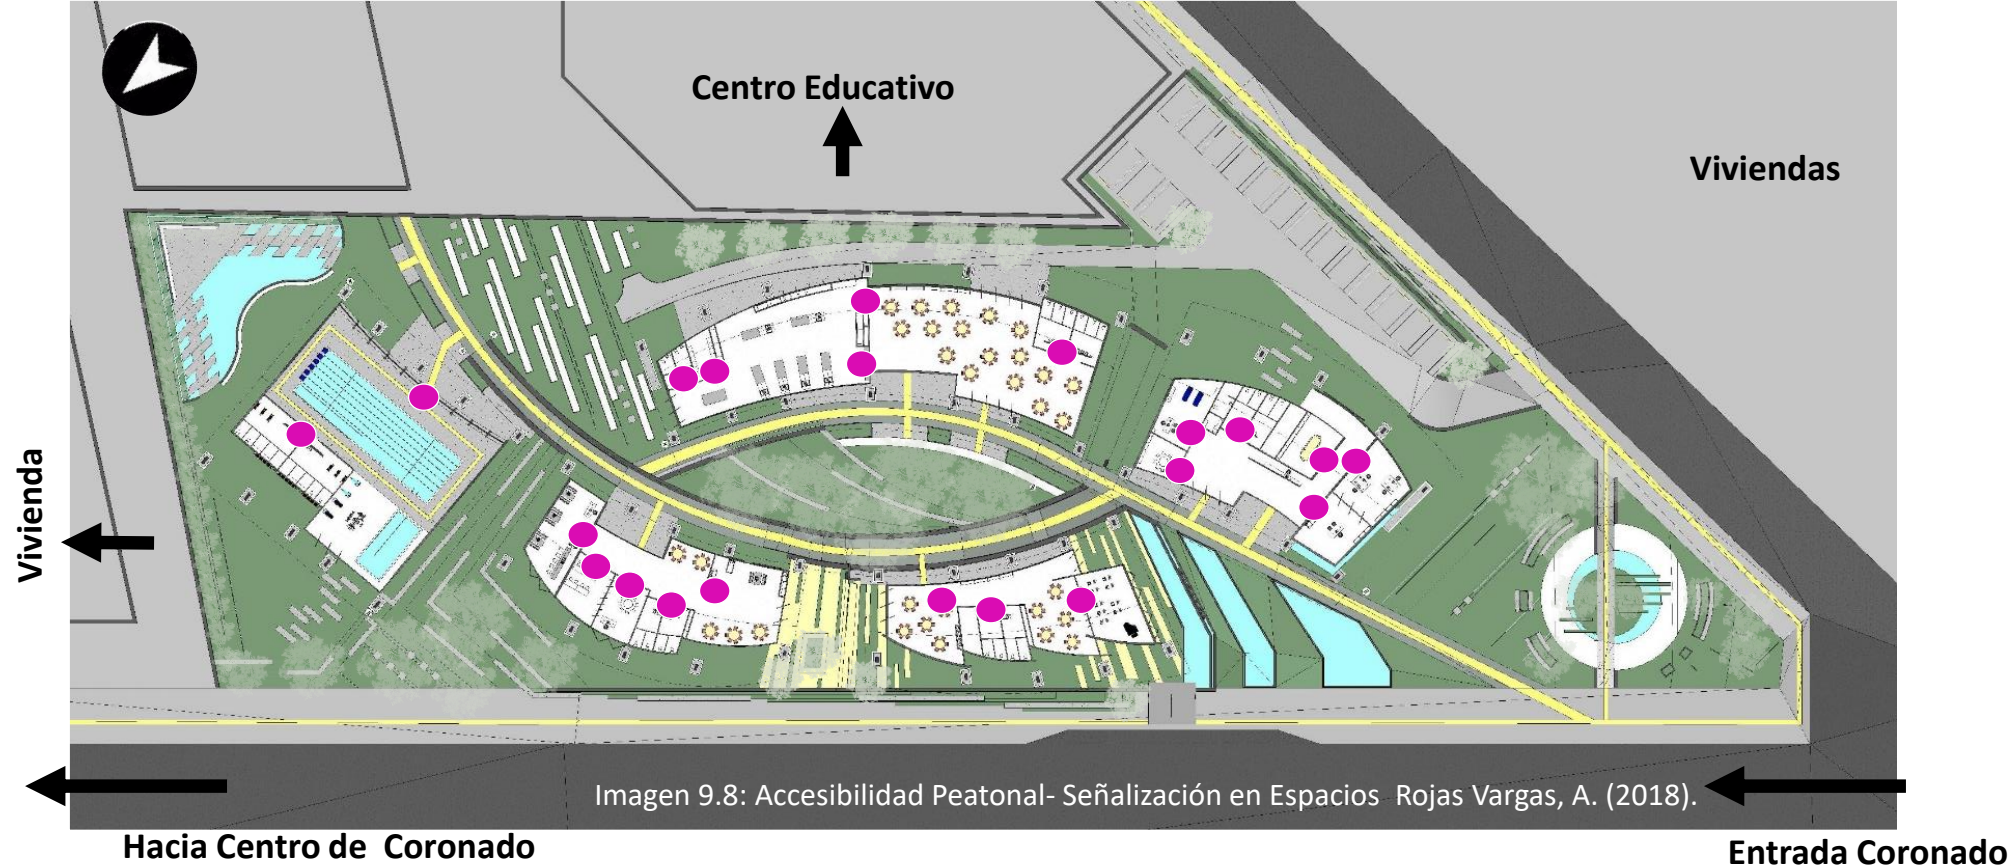 Centro Educativo
Viviendas
Vivienda
Imagen 9.8: Accesibilidad Peatonal- Señalización en Espacios  Rojas Vargas, A. (2018).
Hacia Centro de  Coronado
Entrada Coronado